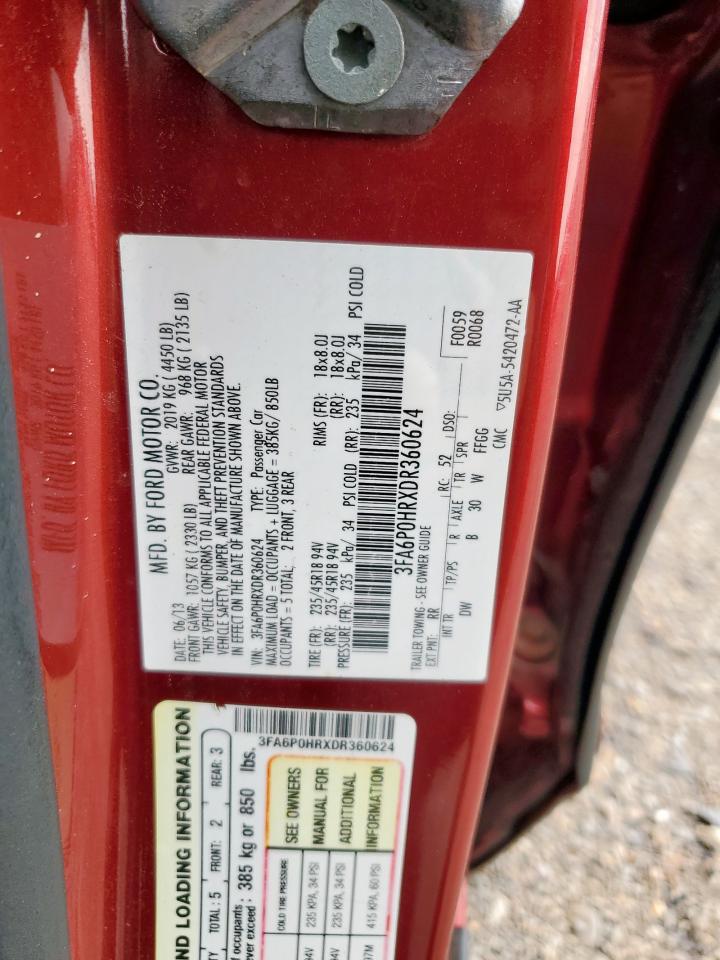 MFD. BY FORD MOTOR CO.
DATE: 06/13 GVWR: 2019 KG ( 4450 LB)
FRONT GAWR: 1057 KG ( 2330 LB) REAR GAWR: 968 KG ( 2135 LB)
THIS VEHICLE CONFORMS TO ALL APPLICABLE FEDERAL MOTOR
VEHICLE SAFETY, BUMPER, AND THEFT PREVENTION STANDARDS
IN EFFECT ON THE DATE OF MANUFACTURE SHOWN ABOVE.
VIN: 3FA6P0HRXDR360624 TYPE: Passenger Car
MAXIMUM LOAD = OCCUPANTS + LUGGAGE = 385KG/ 850LB
OCCUPANTS = 5 TOTAL: 2 FRONT, 3 REAR
TIRE (FR): 235/45R18 94V RIMS (FR): 18x8.0J
(RR): 235/45R18 94V (RR): 18x8.0J
PRESSURE (FR): 235 kPa/ 34 PSI COLD (RR): 235 kPa/ 34 PSI COLD
3FA6P0HRXDR360624
TRAILER TOWING - SEE OWNER GUIDE F0059
EXT PNT: RR RC: 52 DSO: R0068
INT TR TP/PS R AXLE TR SPR
DW B 30 W FFGG
CMC ▽5U5A-5420472-AA
ND LOADING INFORMATION
TOTAL: 5 FRONT: 2 REAR: 3
f occupants :
ver exceed : 385 kg or 850 lbs.
3FA6P0HRXDR360624
COLD TIRE PRESSURE
235 KPA, 34 PSI
235 KPA, 34 PSI
415 KPA, 60 PSI
SEE OWNERS
MANUAL FOR
ADDITIONAL
INFORMATION